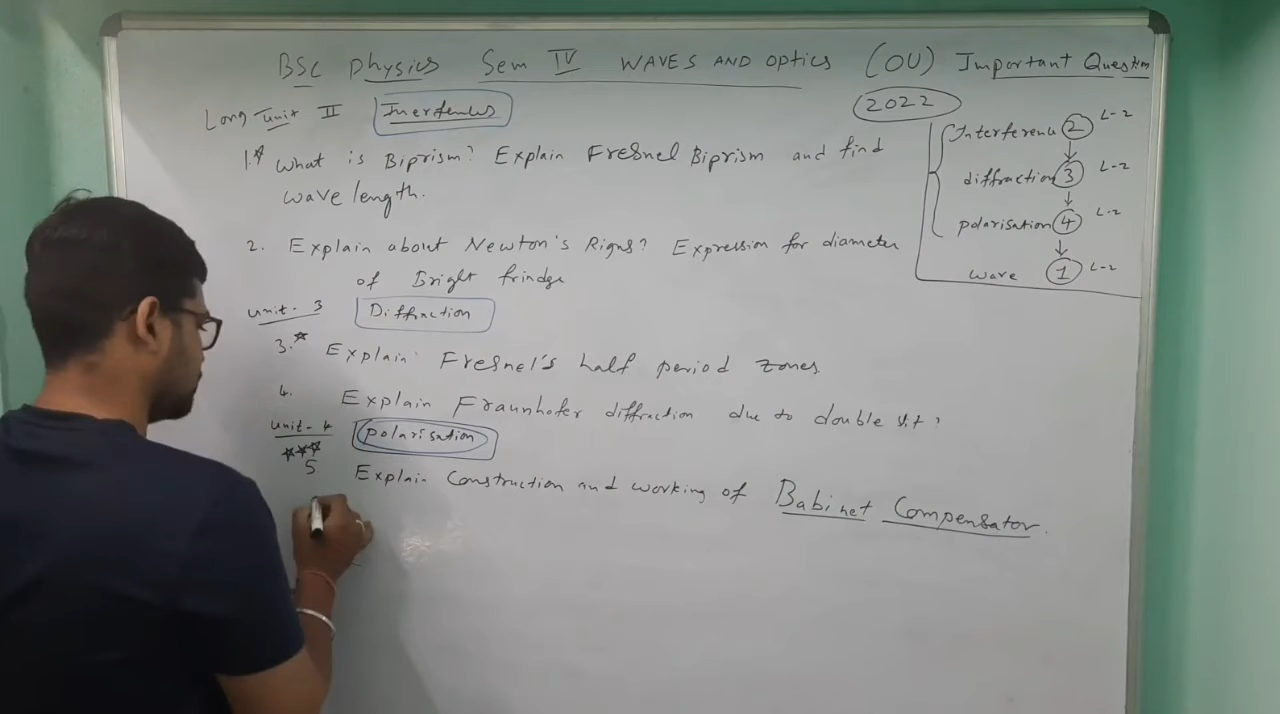 BSC Physics Sem IV WAVES AND Optics (OU) Important Question
2022
Long unit II Inerfenus
1.* What is Biprism? Explain Fresnel Biprism and find
wave length.
2. Explain about Newton's Rigns? Expression for diameter
of Bright frindge
unit - 3 Diffraction
3.* Explain Fresnel's half period zones
4. Explain Fraunhofer diffraction due to double slit?
unit - 4 Polarisation
*** 5 Explain Construction and working of Babinet Compensator.
Interference 2 L-2
diffraction 3 L-2
polarisation 4 L-2
wave 1 L-2